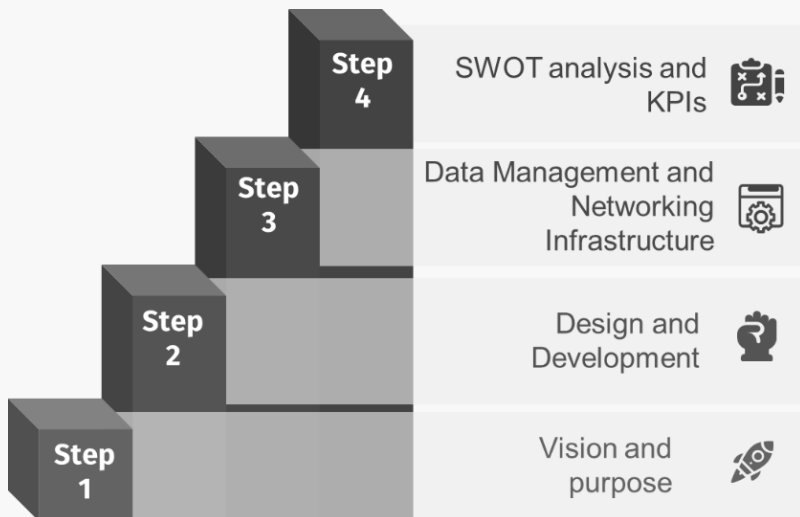 Step
4
SWOT analysis and
KPIs
Step
3
Data Management and
Networking
Infrastructure
Step
2
Design and
Development
Step
1
Vision and
purpose